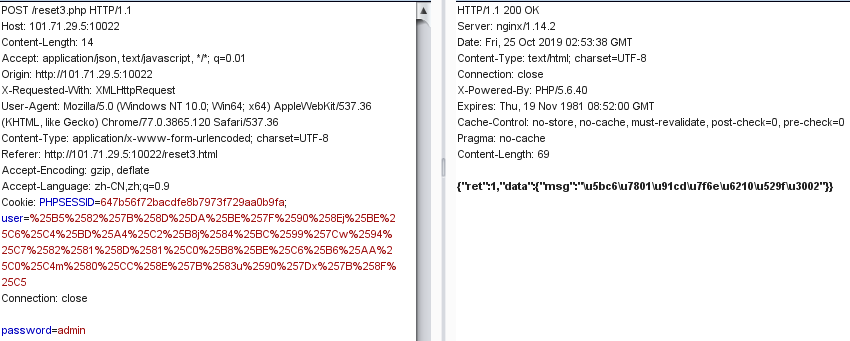 POST /reset3.php HTTP/1.1
Host: 101.71.29.5:10022
Content-Length: 14
Accept: application/json, text/javascript, */*; q=0.01
Origin: http://101.71.29.5:10022
X-Requested-With: XMLHttpRequest
User-Agent: Mozilla/5.0 (Windows NT 10.0; Win64; x64) AppleWebKit/537.36
(KHTML, like Gecko) Chrome/77.0.3865.120 Safari/537.36
Content-Type: application/x-www-form-urlencoded; charset=UTF-8
Referer: http://101.71.29.5:10022/reset3.html
Accept-Encoding: gzip, deflate
Accept-Language: zh-CN,zh;q=0.9
Cookie: PHPSESSID=647b56f72bacdfe8b7973f729aa0b9fa;
user=%25B5%2582%257B%258D%25DA%25BE%257F%2590%258Ej%25BE%2
5C6%25C4%25BD%25A4%25C2%25B8j%2584%25BC%2599%257Cw%2594%
25C7%2582%2581%258D%2581%25C0%25B8%25BE%25C6%25B6%25AA%2
5C0%25C4m%2580%25CC%258E%257B%2583u%2590%257Dx%257B%258F%
25C5
Connection: close
password=admin
HTTP/1.1 200 OK
Server: nginx/1.14.2
Date: Fri, 25 Oct 2019 02:53:38 GMT
Content-Type: text/html; charset=UTF-8
Connection: close
X-Powered-By: PHP/5.6.40
Expires: Thu, 19 Nov 1981 08:52:00 GMT
Cache-Control: no-store, no-cache, must-revalidate, post-check=0, pre-check=0
Pragma: no-cache
Content-Length: 69
{"ret":1,"data":{"msg":"\u5bc6\u7801\u91cd\u7f6e\u6210\u529f\u3002"}}